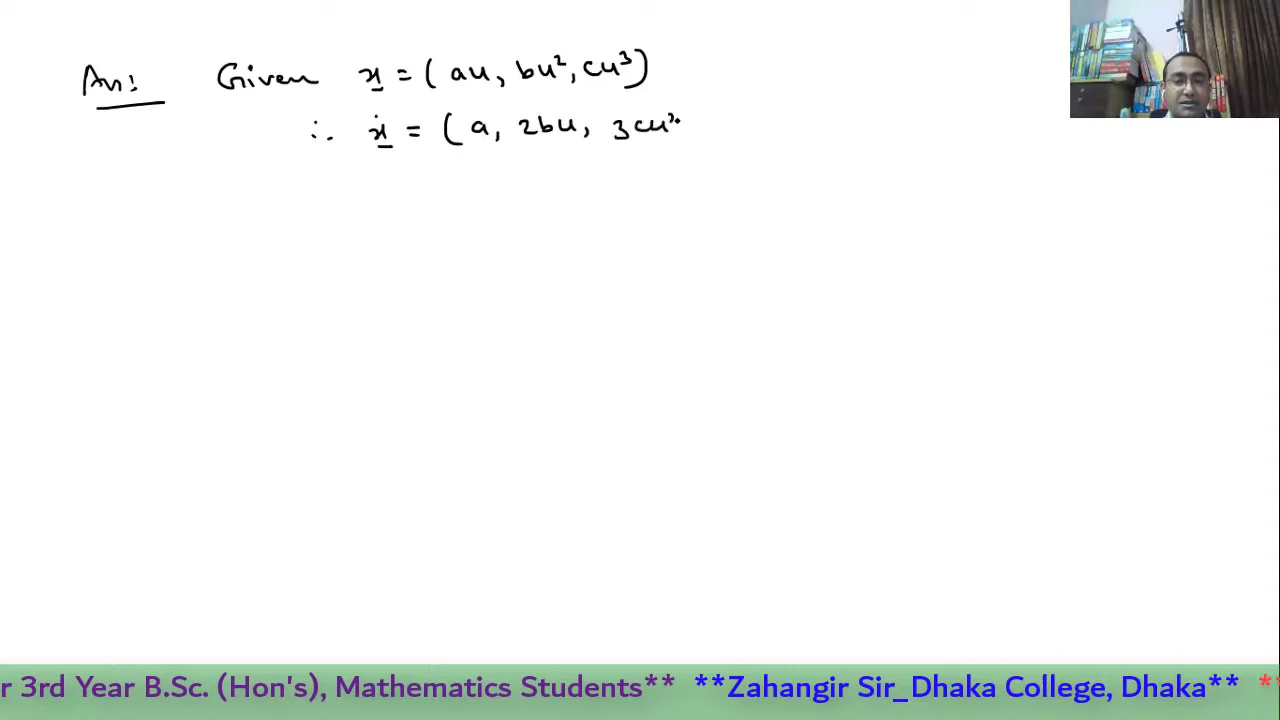 Ans: Given x = (au, bu², cu³)
∴ ẋ = (a, 2bu, 3cu²
r 3rd Year B.Sc. (Hon's), Mathematics Students** **Zahangir Sir_Dhaka College, Dhaka** **